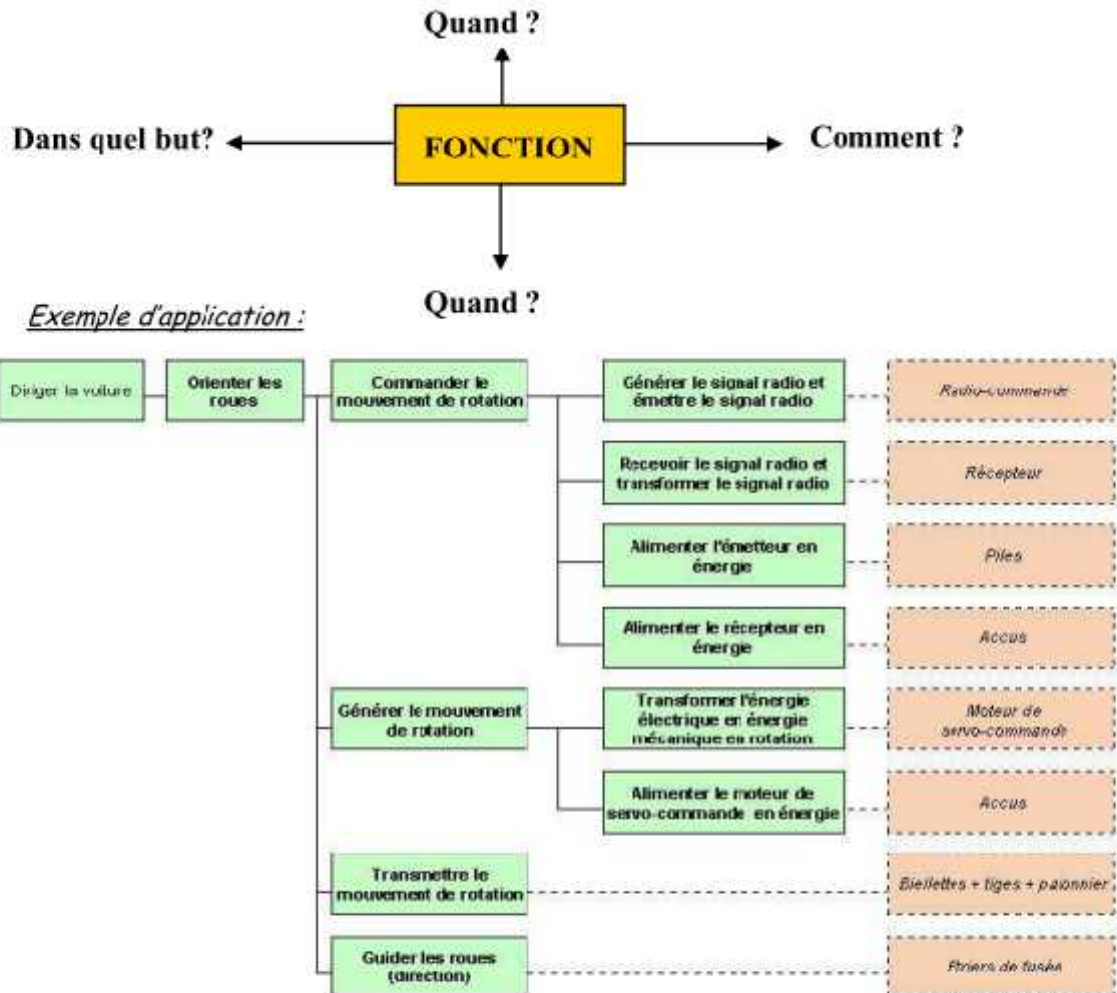 Quand ?
Dans quel but?
FONCTION
Comment ?
Quand ?
Exemple d'application :
Diriger la voiture
Orienter les
roues
Commander le
mouvement de rotation
Générer le signal radio et
émettre le signal radio
Radio-commande
Recevoir le signal radio et
transformer le signal radio
Récepteur
Alimenter l'émetteur en
énergie
Piles
Alimenter le récepteur en
énergie
Accus
Générer le mouvement
de rotation
Transformer l'énergie
électrique en énergie
mécanique en rotation
Moteur de
servo-commande
Alimenter le moteur de
servo-commande en énergie
Accus
Transmettre le
mouvement de rotation
Biellettes + tiges + palonnier
Guider les roues
(direction)
de fusée